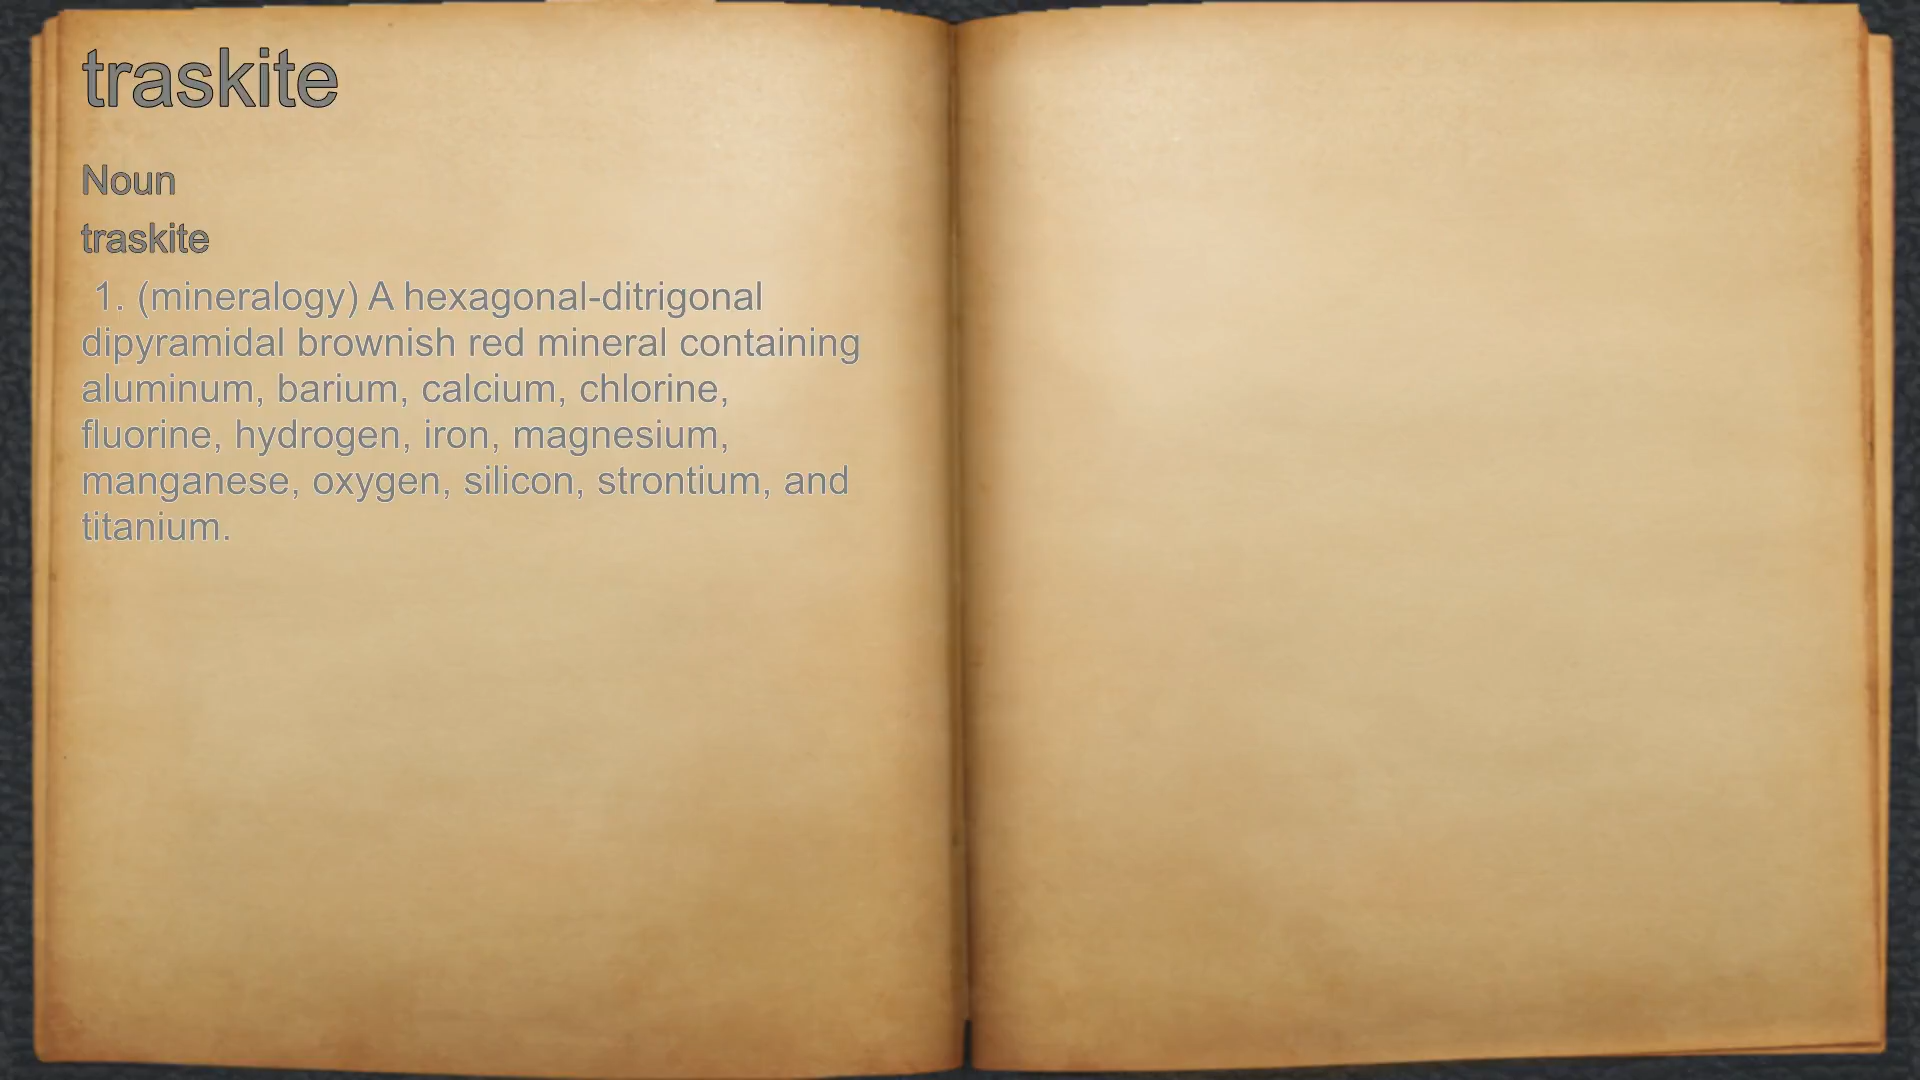 traskite
Noun
traskite
1. (mineralogy) A hexagonal-ditrigonal
dipyramidal brownish red mineral containing
aluminum, barium, calcium, chlorine,
fluorine, hydrogen, iron, magnesium,
manganese, oxygen, silicon, strontium, and
titanium.